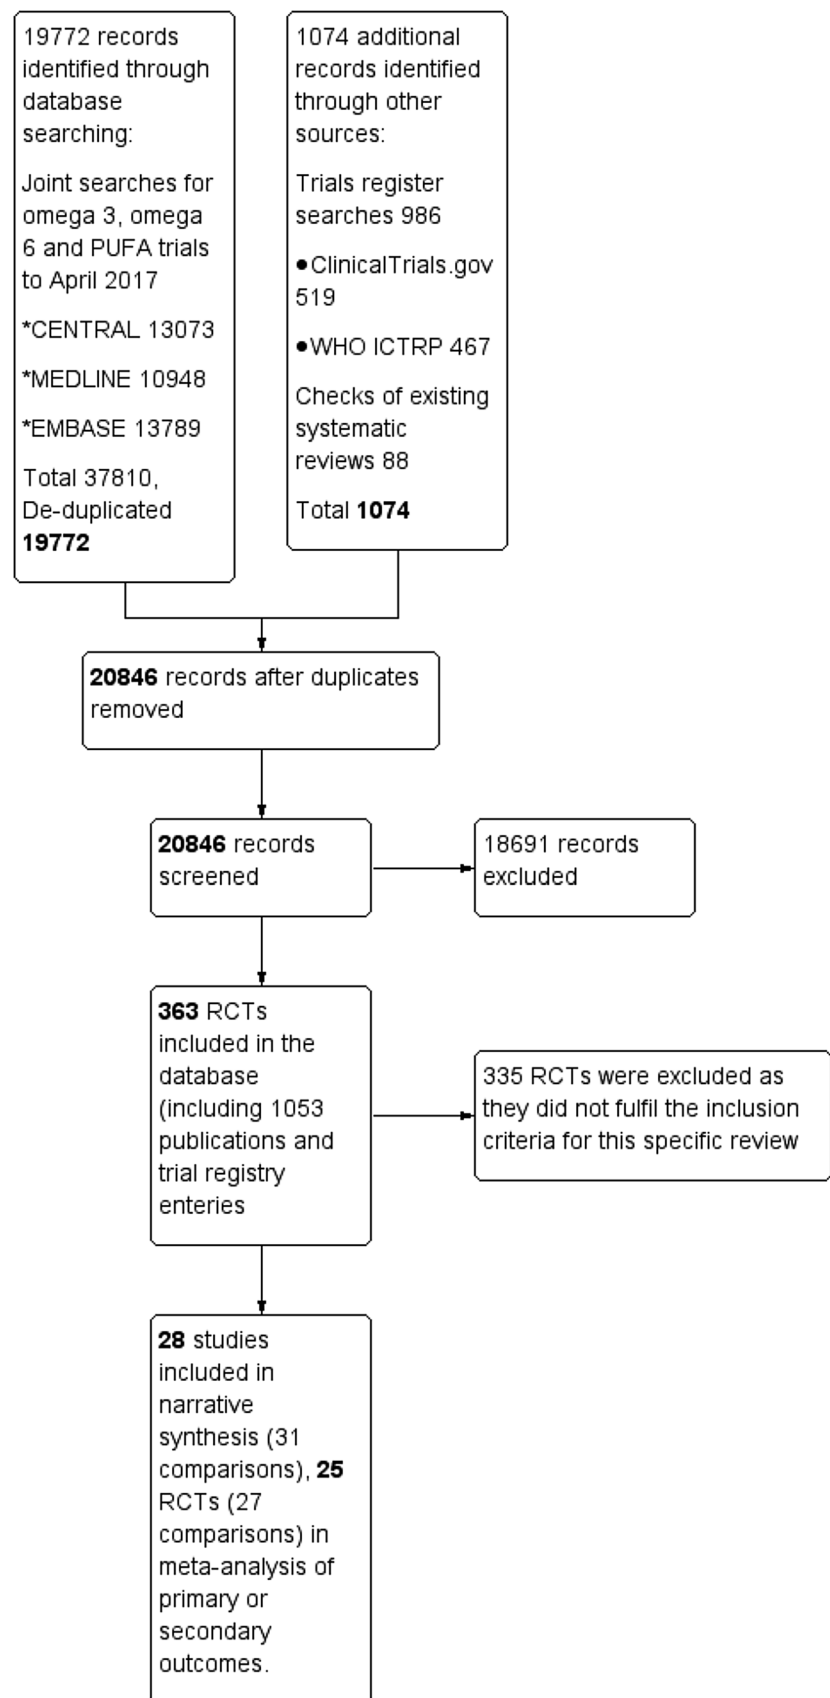 19772 records
identified through
database
searching:
Joint searches for
omega 3, omega
6 and PUFA trials
to April 2017
*CENTRAL 13073
*MEDLINE 10948
*EMBASE 13789
Total 37810,
De-duplicated
19772
1074 additional
records identified
through other
sources:
Trials register
searches 986
●ClinicalTrials.gov
519
●WHO ICTRP 467
Checks of existing
systematic
reviews 88
Total 1074
20846 records after duplicates
removed
20846 records
screened
18691 records
excluded
363 RCTs
included in the
database
(including 1053
publications and
trial registry
enteries
335 RCTs were excluded as
they did not fulfil the inclusion
criteria for this specific review
28 studies
included in
narrative
synthesis (31
comparisons), 25
RCTs (27
comparisons) in
meta-analysis of
primary or
secondary
outcomes.